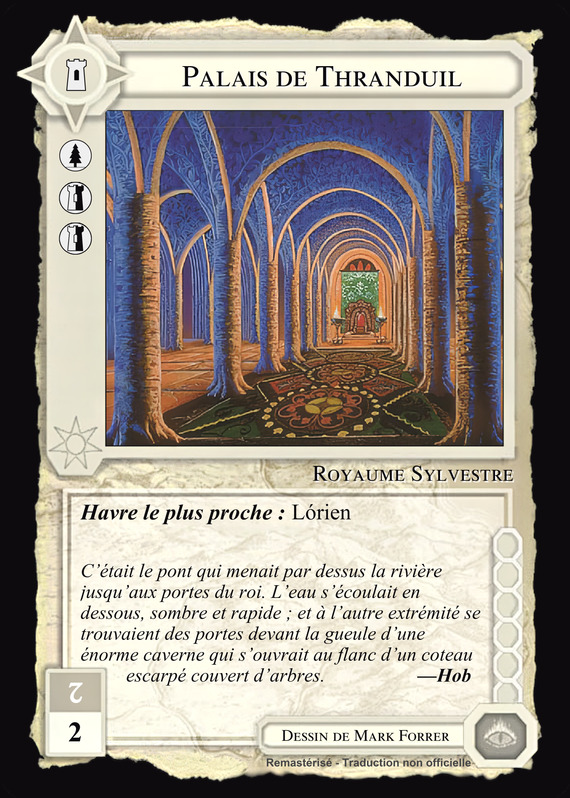 Palais de Thranduil
Royaume Sylvestre
Havre le plus proche : Lórien
C'était le pont qui menait par dessus la rivière
jusqu'aux portes du roi. L'eau s'écoulait en
dessous, sombre et rapide ; et à l'autre extrémité se
trouvaient des portes devant la gueule d'une
énorme caverne qui s'ouvrait au flanc d'un coteau
escarpé couvert d'arbres. —Hob
2
2
Dessin de Mark Forrer
Remastérisé - Traduction non officielle